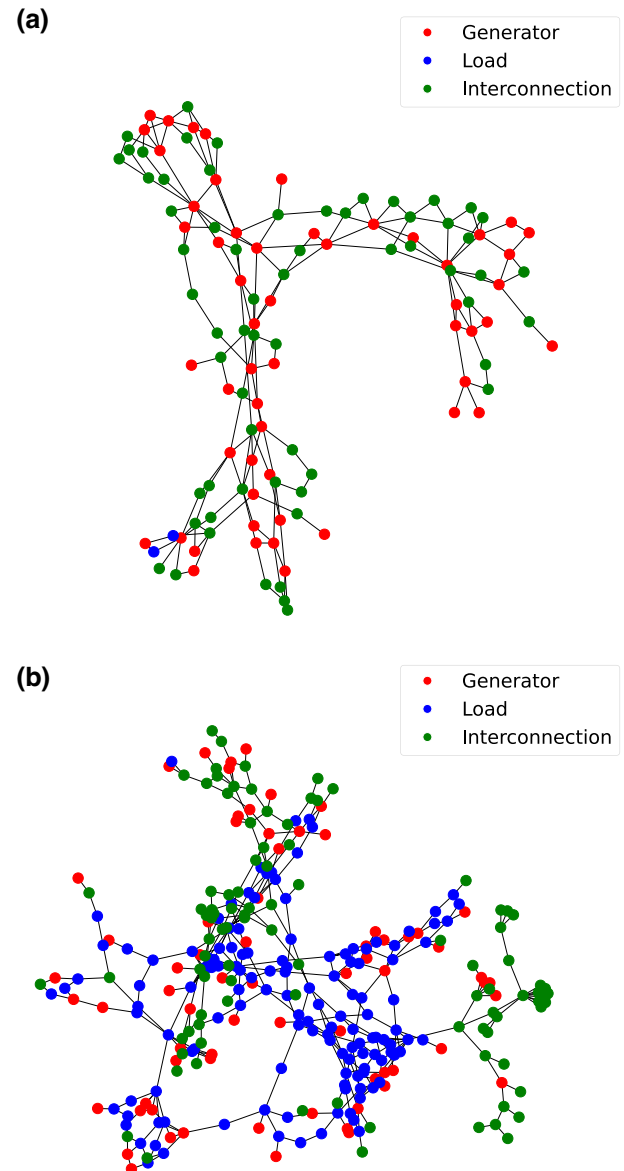 (a)
Generator
Load
Interconnection
(b)
Generator
Load
Interconnection